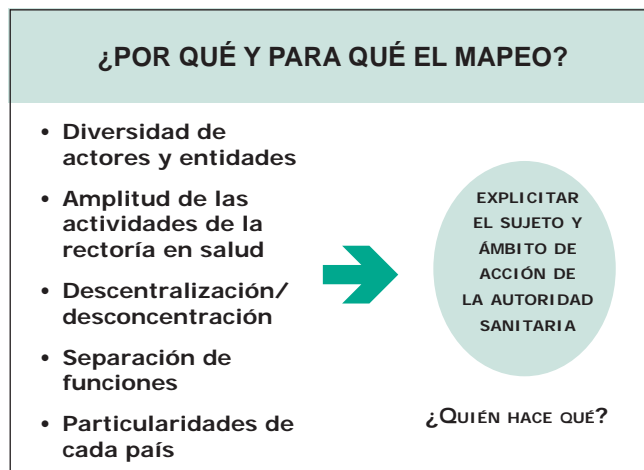 ¿POR QUÉ Y PARA QUÉ EL MAPEO?
• Diversidad de
actores y entidades
• Amplitud de las
actividades de la
rectoría en salud
• Descentralización/
desconcentración
• Separación de
funciones
• Particularidades de
cada país
EXPLICITAR
EL SUJETO Y
ÁMBITO DE
ACCIÓN DE
LA AUTORIDAD
SANITARIA
¿QUIÉN HACE QUÉ?